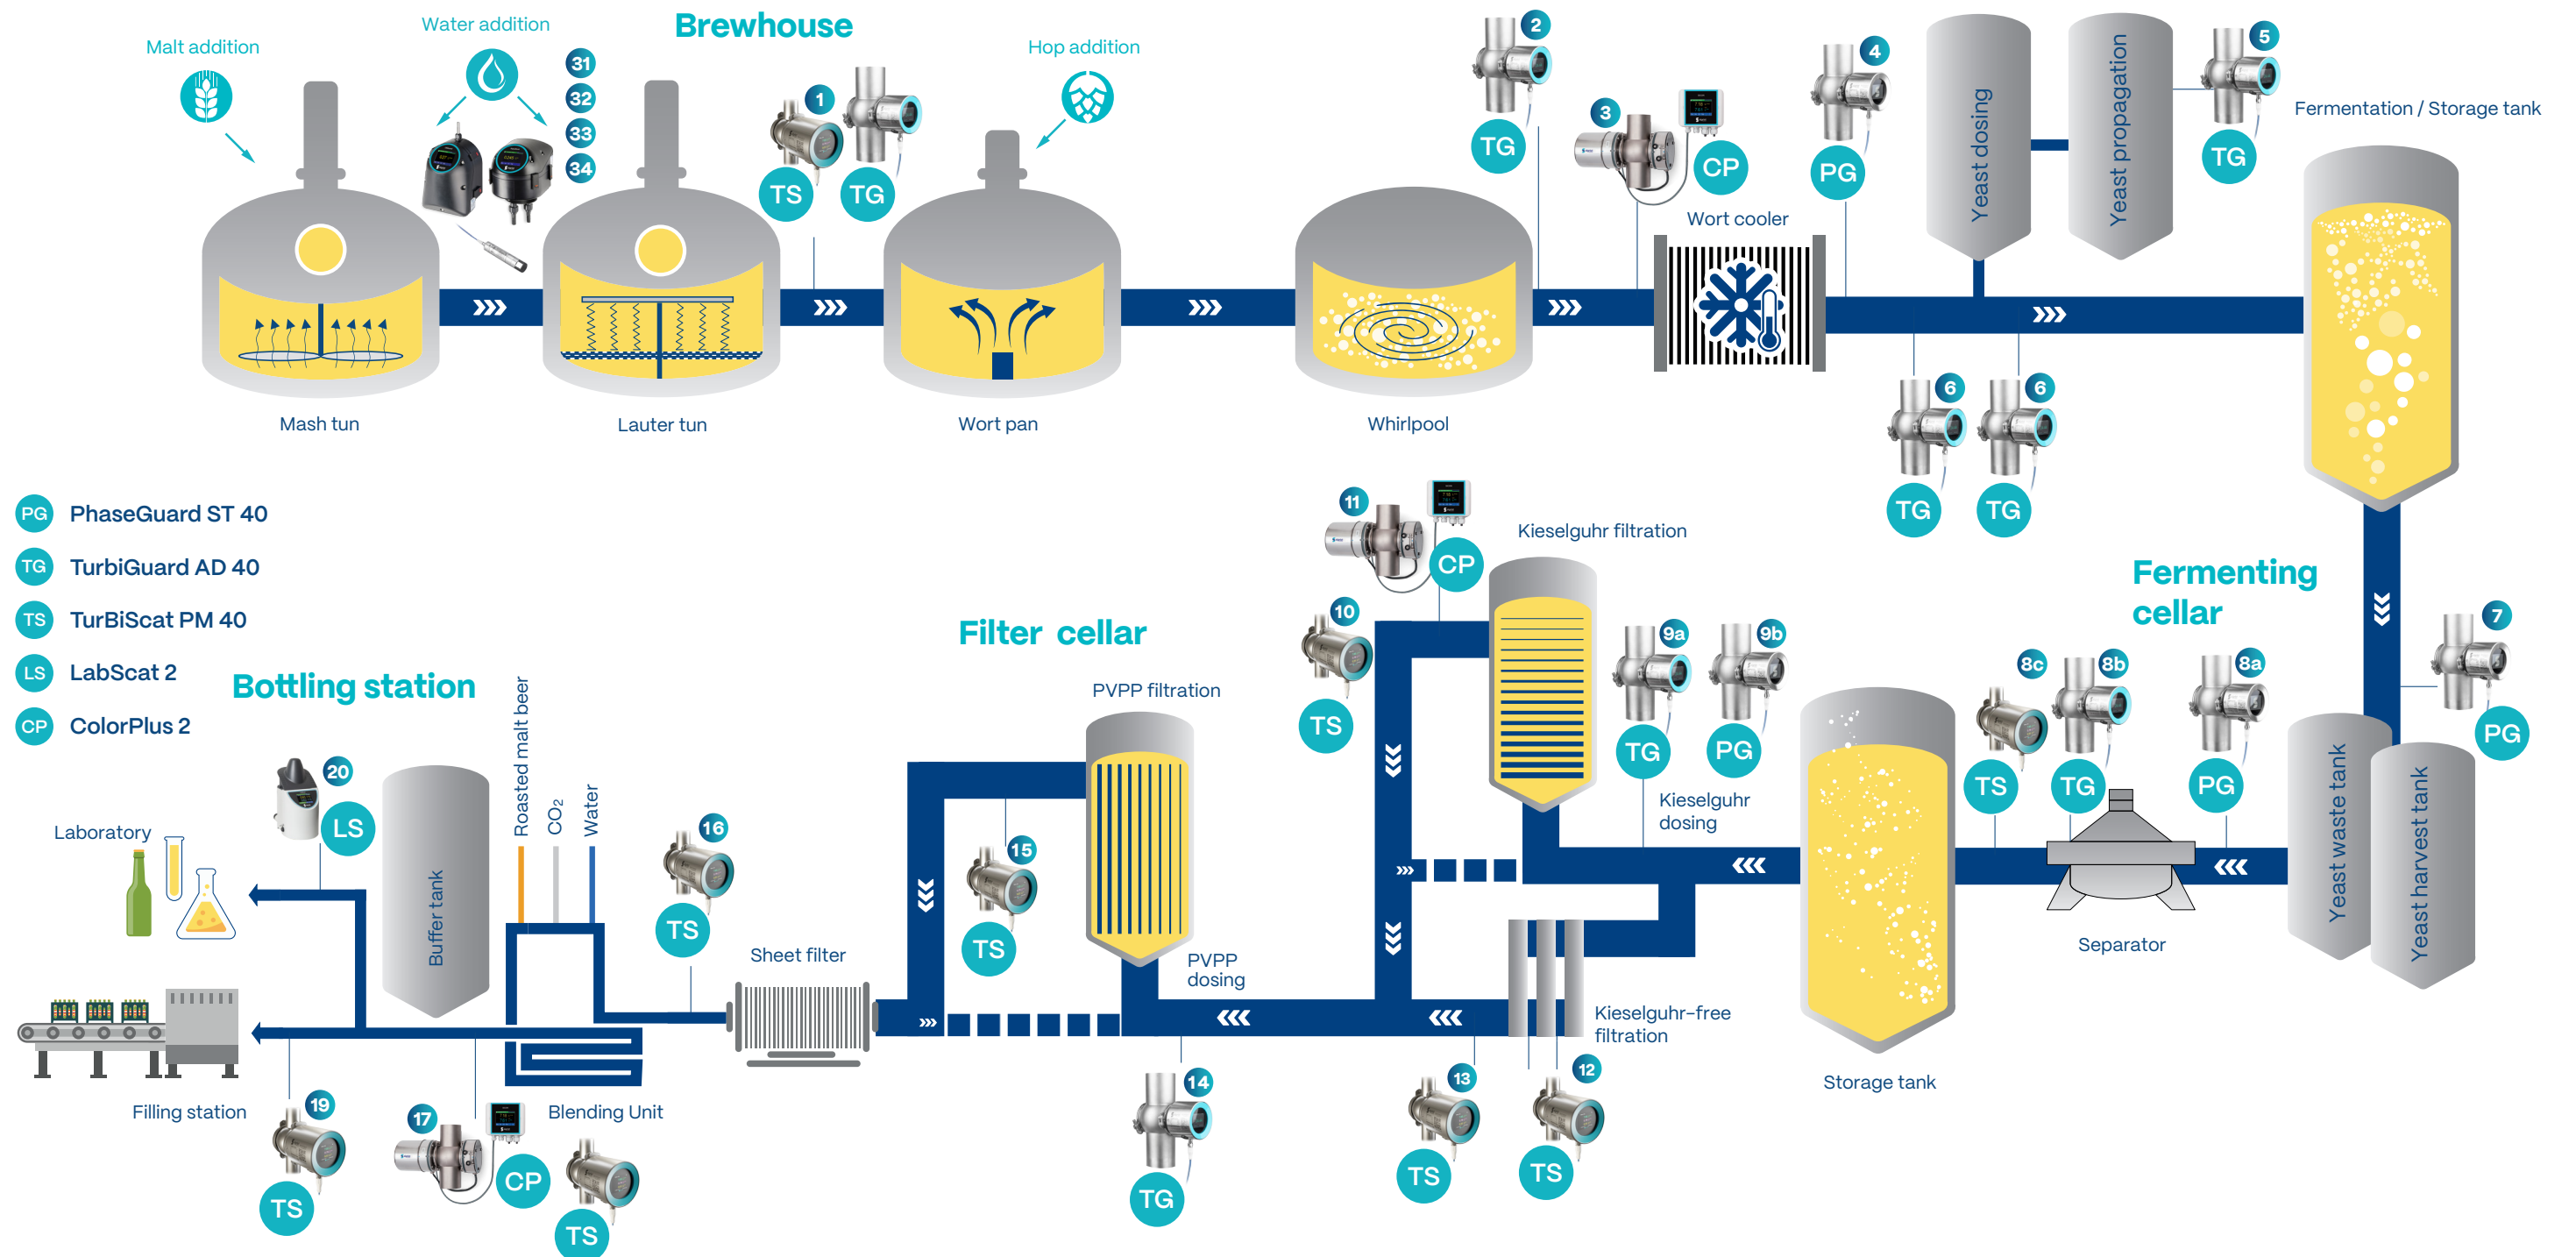 Brewhouse
Malt addition
Water addition
31
32
33
34
1
TS
TG
Hop addition
2
TG
3
CP
Wort cooler
4
PG
Yeast dosing
Yeast propagation
5
TG
Fermentation / Storage tank
Mash tun
Lauter tun
Wort pan
Whirlpool
6
TG
6
TG
PG PhaseGuard ST 40
TG TurbiGuard AD 40
TS TurBiScat PM 40
LS LabScat 2
CP ColorPlus 2
Fermenting
cellar
7
PG
Yeast waste tank
Yeast harvest tank
8a
PG
8b
TG
8c
TS
Separator
Storage tank
Filter cellar
Kieselguhr filtration
9a
TG
9b
PG
Kieselguhr
dosing
10
TS
11
CP
Kieselguhr-free
filtration
12
TS
13
TS
14
TG
PVPP filtration
PVPP
dosing
15
TS
Sheet filter
16
TS
Bottling station
Roasted malt beer
CO₂
Water
Buffer tank
20
LS
Laboratory
Filling station
19
TS
17
CP
Blending Unit
TS